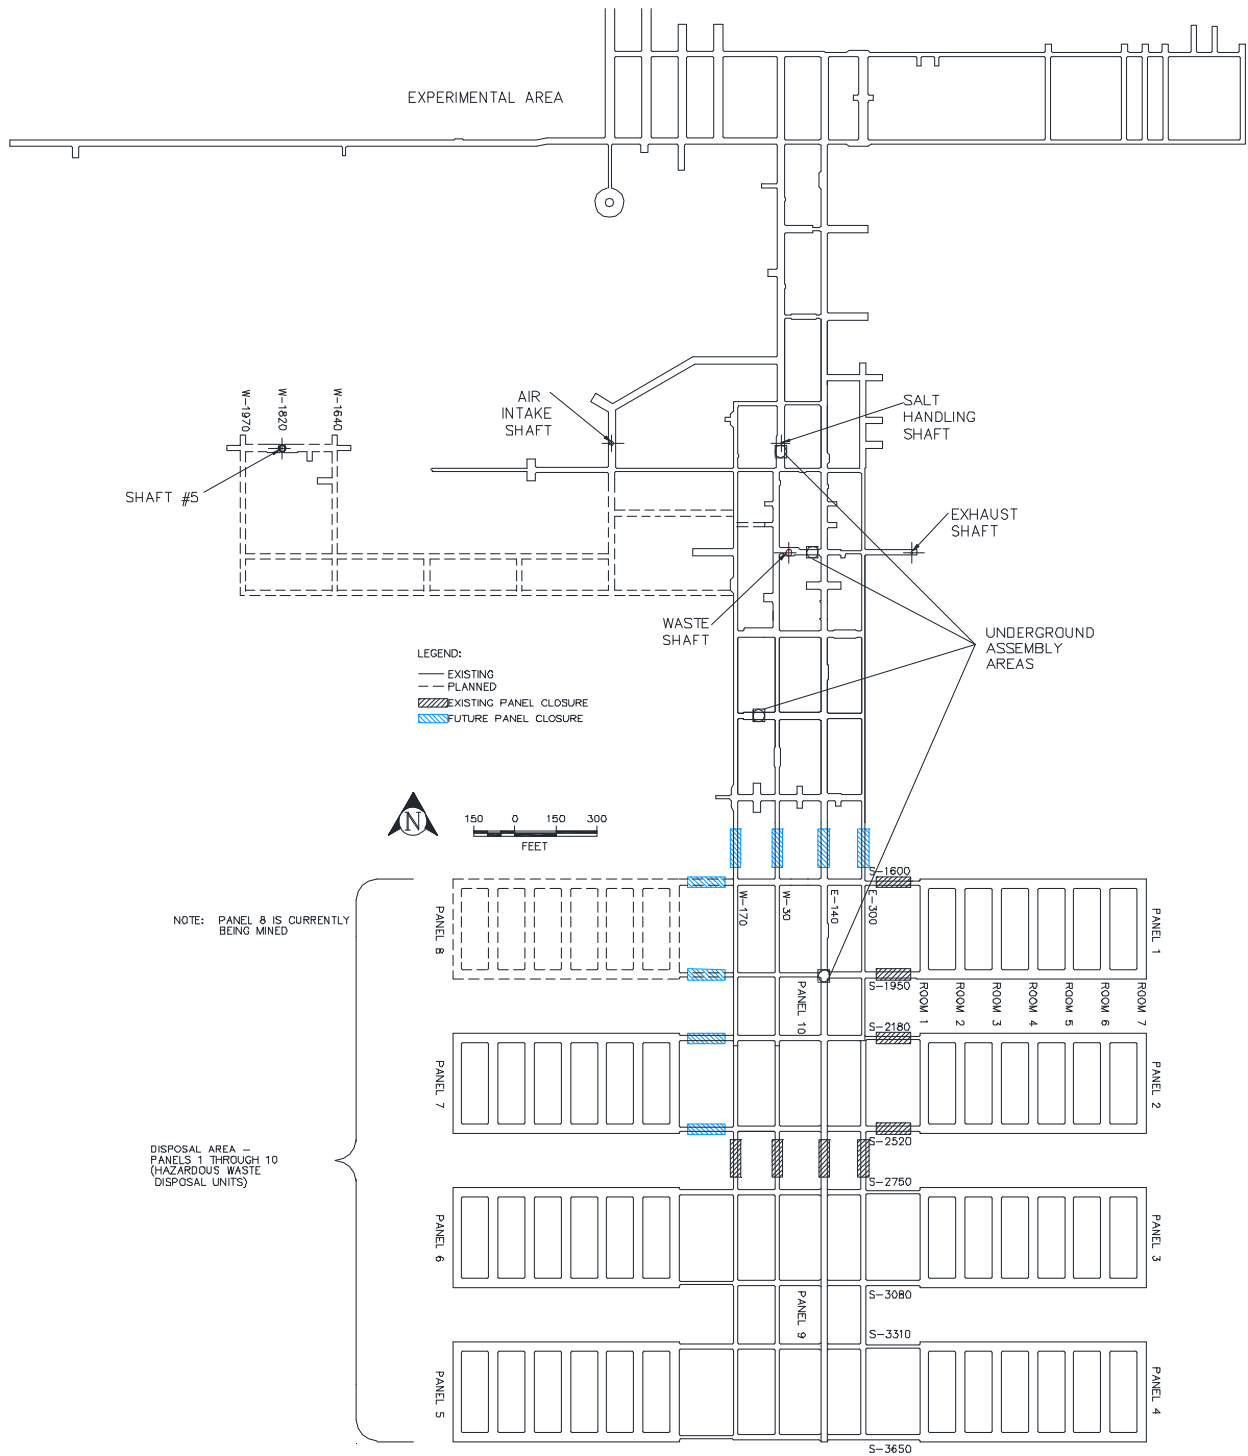 EXPERIMENTAL AREA
W-1970
W-1820
W-1640
AIR
INTAKE
SHAFT
SALT
HANDLING
SHAFT
SHAFT #5
EXHAUST
SHAFT
WASTE
SHAFT
UNDERGROUND
ASSEMBLY
AREAS
LEGEND:
EXISTING
PLANNED
EXISTING PANEL CLOSURE
FUTURE PANEL CLOSURE
N
150 0 150 300
FEET
S-1600
NOTE: PANEL 8 IS CURRENTLY
BEING MINED
PANEL 8
W-170
W-30
E-140
E-300
PANEL 1
S-1950
PANEL 10
S-2180
ROOM 1
ROOM 2
ROOM 3
ROOM 4
ROOM 5
ROOM 6
ROOM 7
PANEL 7
PANEL 2
S-2520
DISPOSAL AREA –
PANELS 1 THROUGH 10
(HAZARDOUS WASTE
DISPOSAL UNITS)
S-2750
PANEL 6
PANEL 3
S-3080
PANEL 9
S-3310
PANEL 5
PANEL 4
S-3650